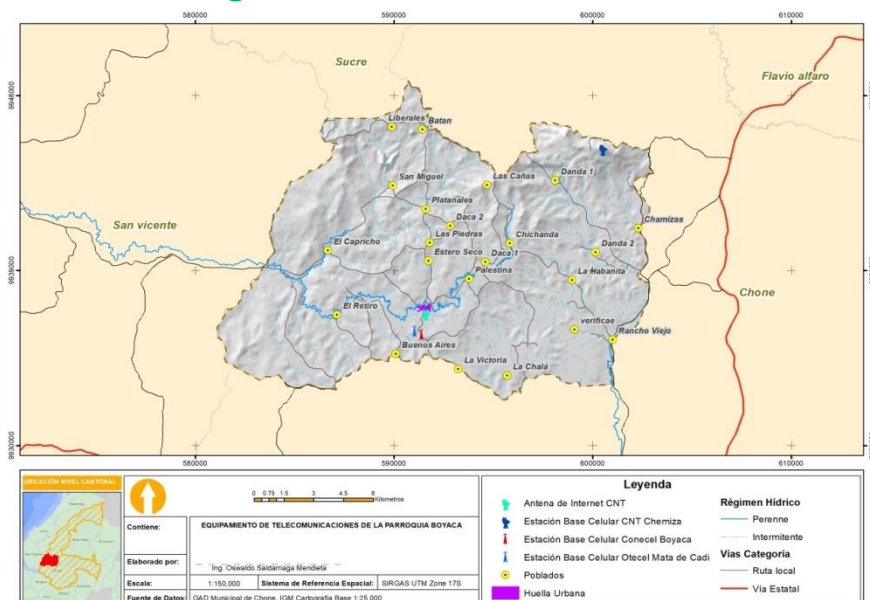 580000 590000 600000 610000
Sucre
Flavio alfaro
9948000
Liberales Batan
San Miguel Las Cañas Danda 1
Platanales
Daca 2 Chamizas
San vicente
El Capricho Las Piedras Chichanda Danda 2
Estero Seco Daca 1
9939000
Palestina La Habanita
Chone
El Retiro
verificae
Rancho Viejo
Buenos Aires
La Victoria
La Chalá
9930000
580000 590000 600000 610000
UBICACIÓN NIVEL CANTONAL
0 0.75 1.5 3 4.5 6
Kilometros
Contiene: EQUIPAMIENTO DE TELECOMUNICACIONES DE LA PARROQUIA BOYACA
Elaborado por: Ing. Oswaldo Saldarriaga Mendieta
Escala: 1:150,000 Sistema de Referencia Espacial: SIRGAS UTM Zone 17S
Fuente de Datos: GAD Municipal de Chone, IGM Cartografía Base 1:25.000
Leyenda
Antena de Internet CNT
Estación Base Celular CNT Chemiza
Estación Base Celular Conecel Boyaca
Estación Base Celular Otecel Mata de Cadi
Poblados
Huella Urbana
Régimen Hídrico
Perenne
Intermitente
Vías Categoría
Ruta local
Vía Estatal